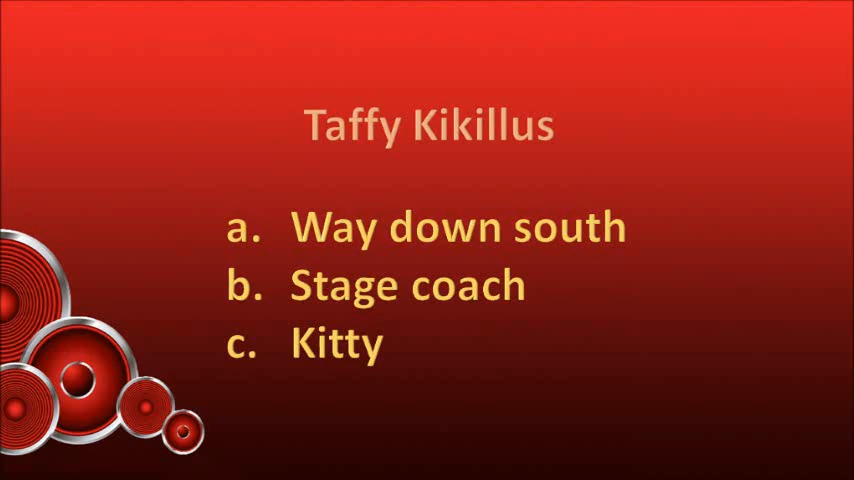 Taffy Kikillus
a. Way down south
b. Stage coach
c. Kitty